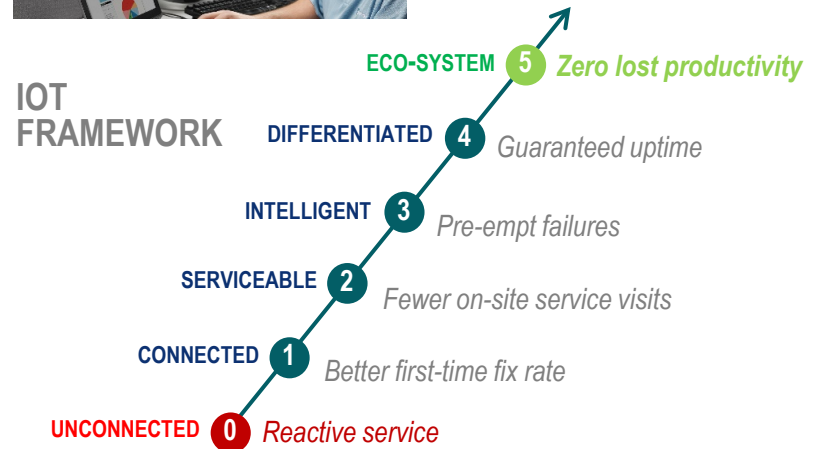 ECO-SYSTEM 5 Zero lost productivity
IOT
FRAMEWORK
DIFFERENTIATED 4 Guaranteed uptime
INTELLIGENT 3 Pre-empt failures
SERVICEABLE 2 Fewer on-site service visits
CONNECTED 1 Better first-time fix rate
UNCONNECTED 0 Reactive service